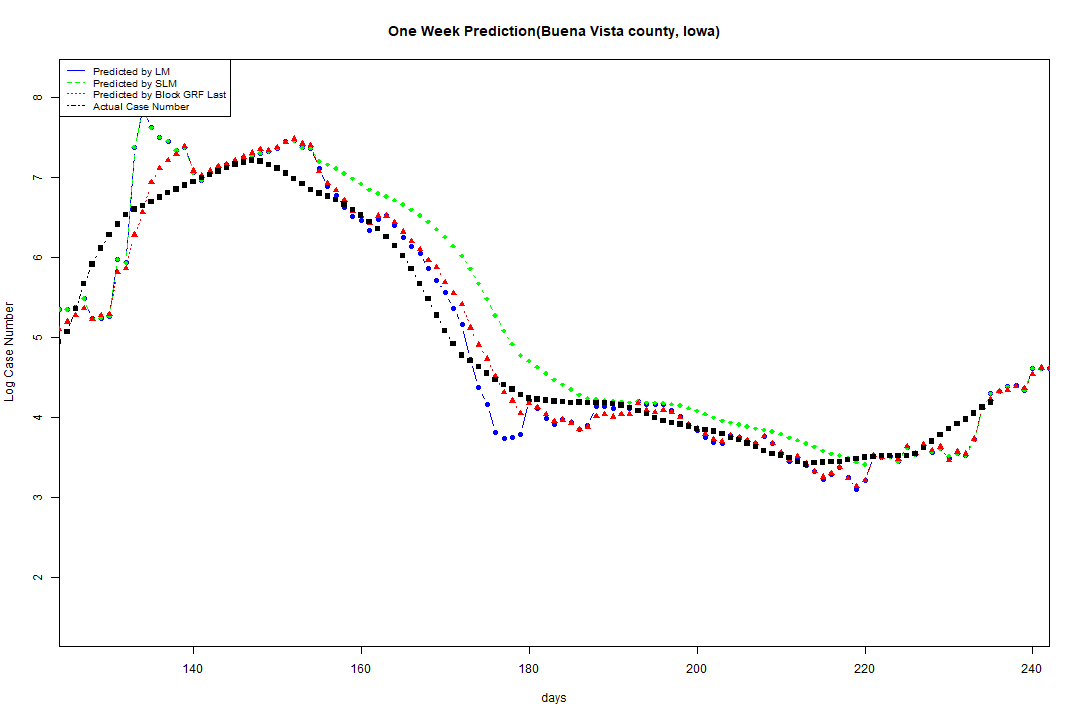 One Week Prediction(Buena Vista county, Iowa)
Predicted by LM
Predicted by SLM
Predicted by Block GRF Last
Actual Case Number
8
7
6
5
4
3
2
Log Case Number
140 160 180 200 220 240
days